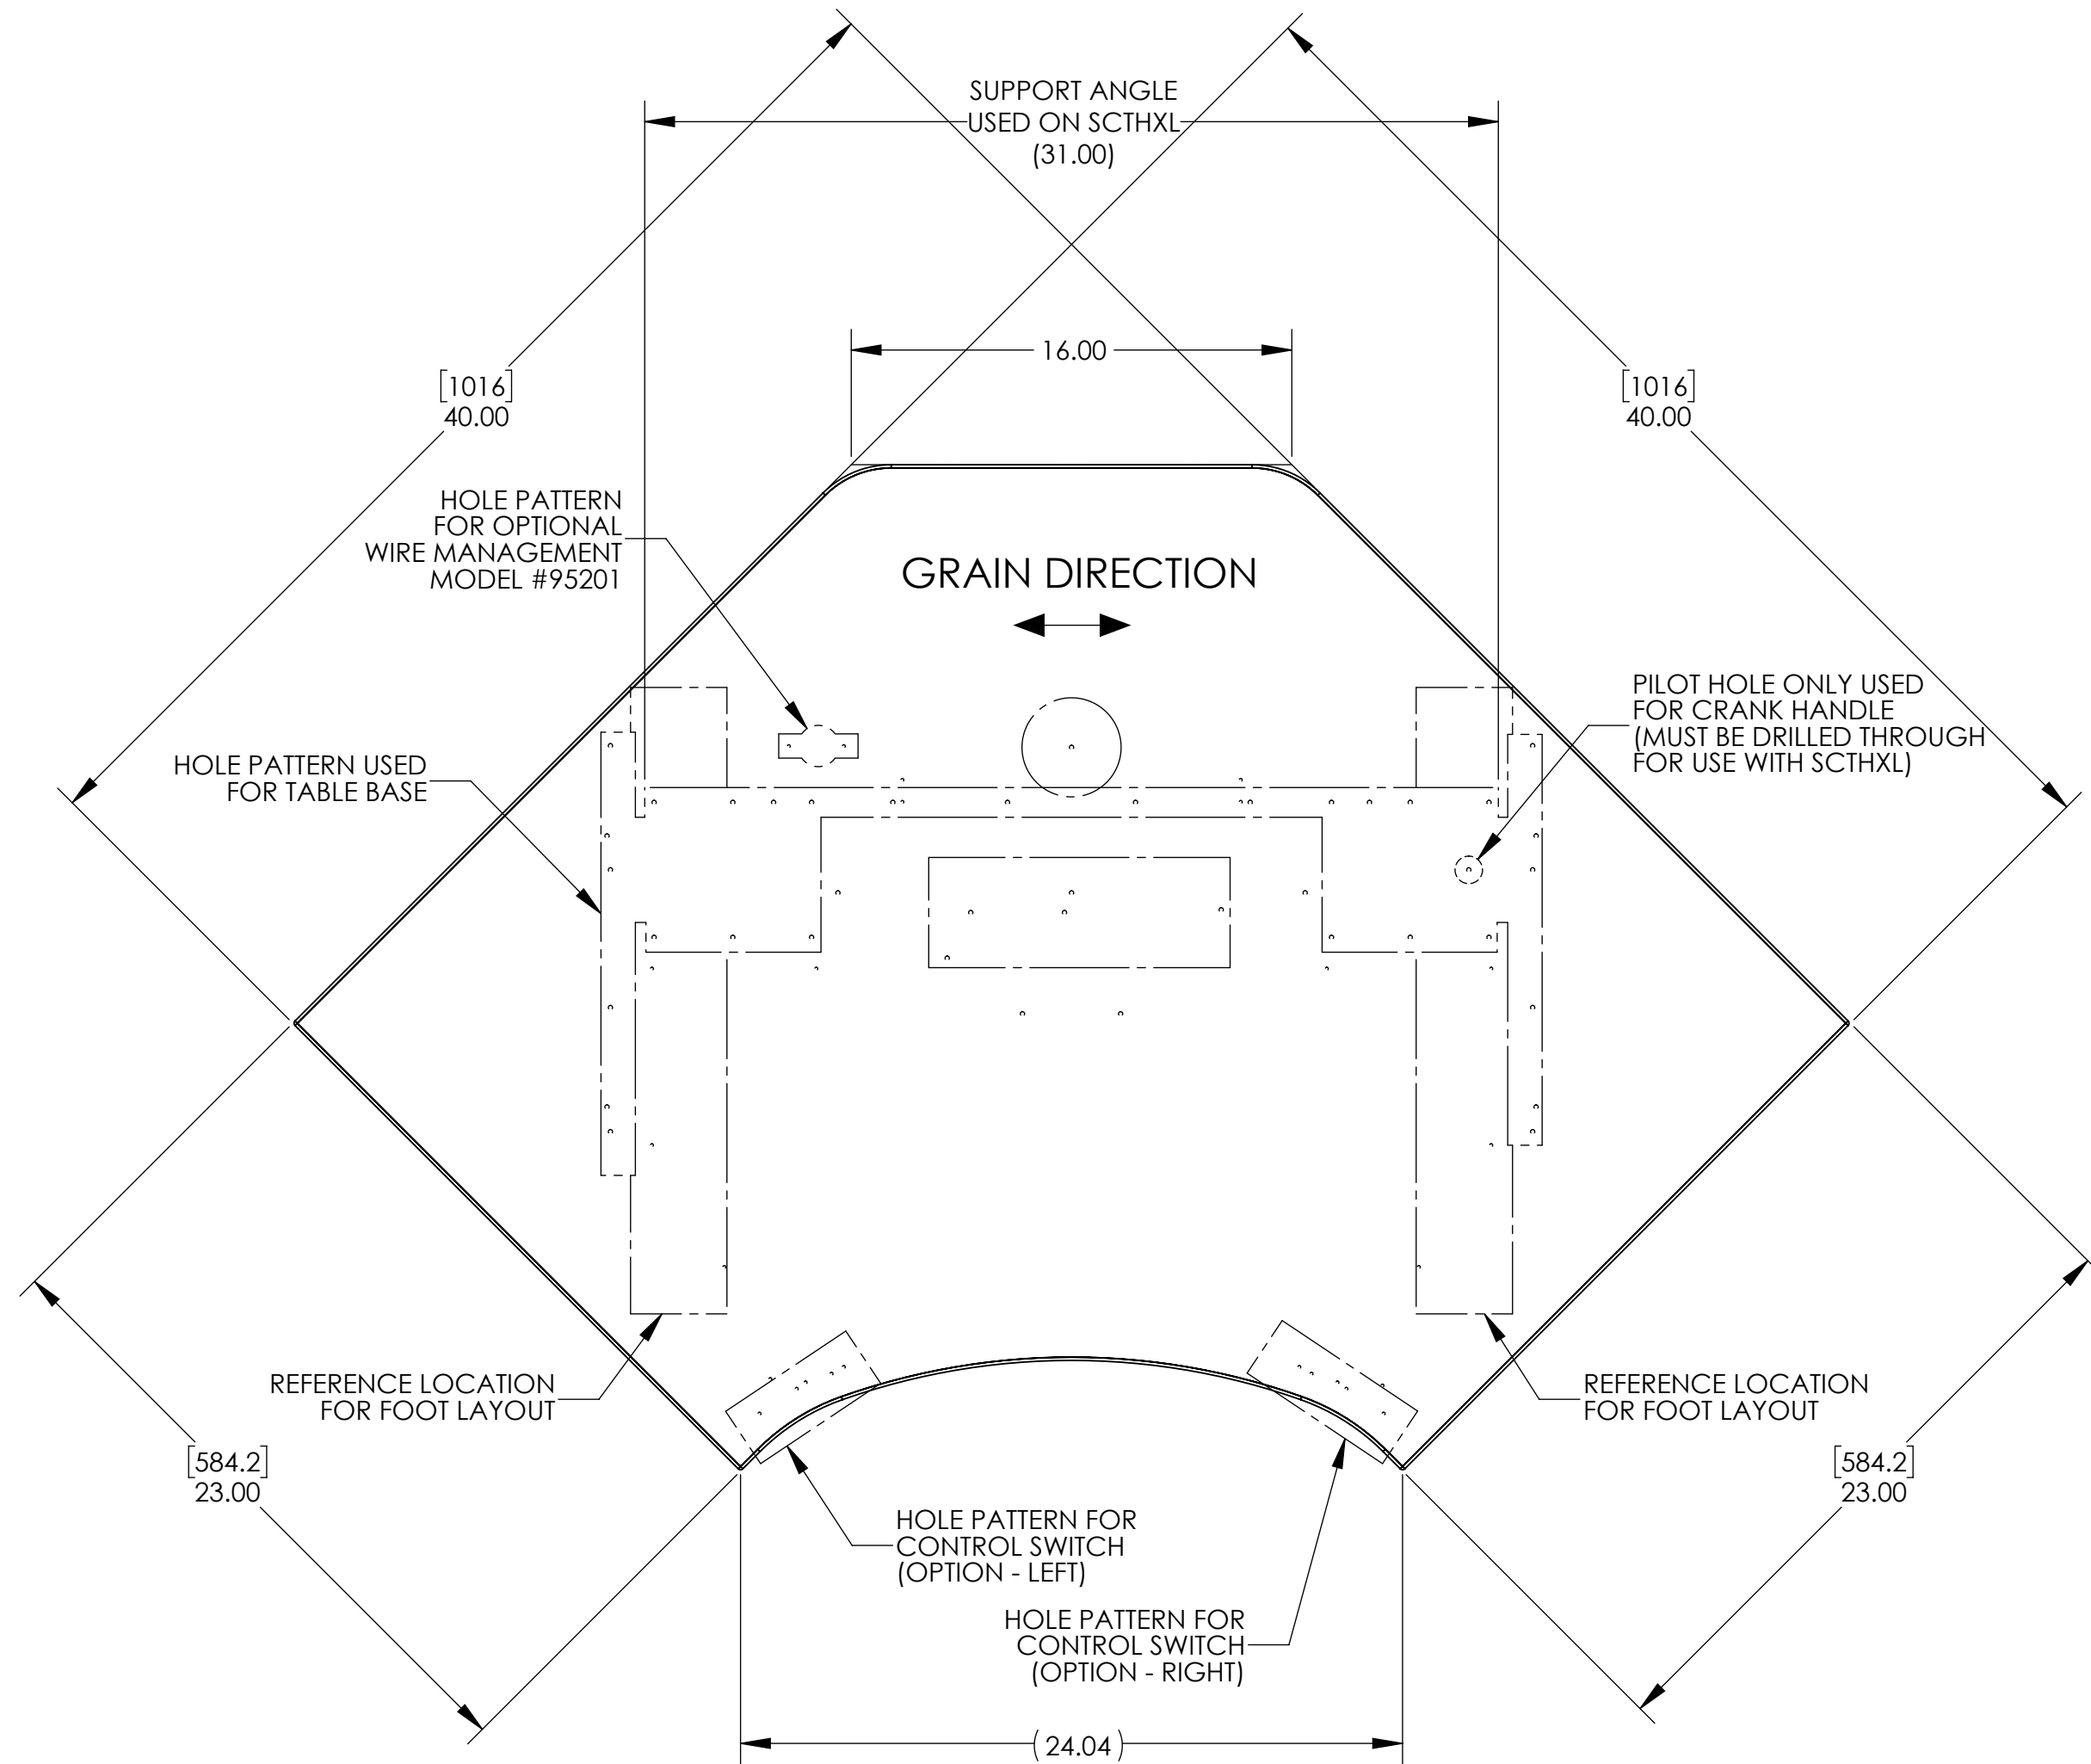 SUPPORT ANGLE
USED ON SCTHXL
(31.00)
16.00
[1016]
40.00
[1016]
40.00
HOLE PATTERN
FOR OPTIONAL
WIRE MANAGEMENT
MODEL #95201
GRAIN DIRECTION
PILOT HOLE ONLY USED
FOR CRANK HANDLE
(MUST BE DRILLED THROUGH
FOR USE WITH SCTHXL)
HOLE PATTERN USED
FOR TABLE BASE
REFERENCE LOCATION
FOR FOOT LAYOUT
REFERENCE LOCATION
FOR FOOT LAYOUT
[584.2]
23.00
[584.2]
23.00
HOLE PATTERN FOR
CONTROL SWITCH
(OPTION - LEFT)
HOLE PATTERN FOR
CONTROL SWITCH
(OPTION - RIGHT)
(24.04)